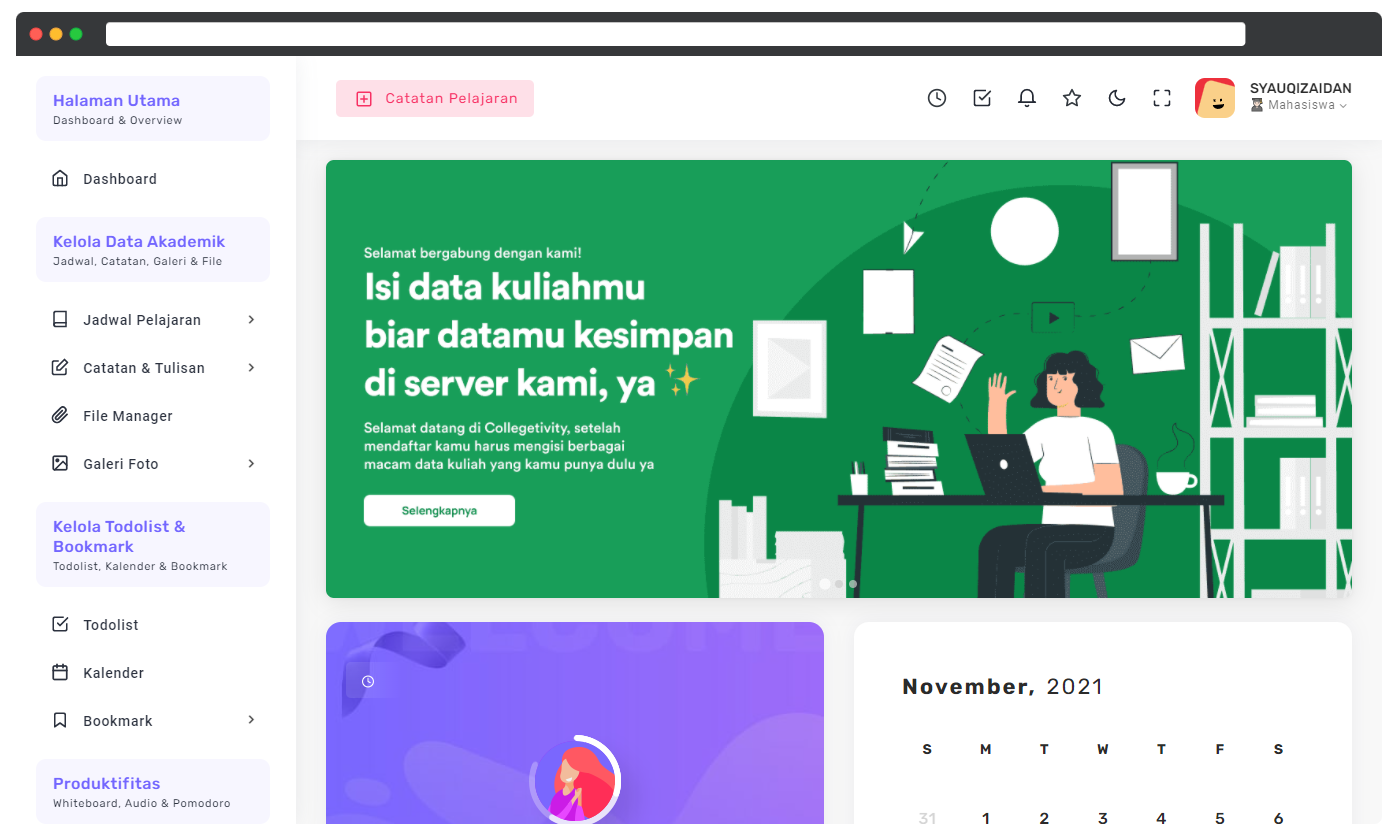 Halaman Utama
Dashboard & Overview
Dashboard
Kelola Data Akademik
Jadwal, Catatan, Galeri & File
Jadwal Pelajaran
Catatan & Tulisan
File Manager
Galeri Foto
Kelola Todolist &
Bookmark
Todolist, Kalender & Bookmark
Todolist
Kalender
Bookmark
Produktifitas
Whiteboard, Audio & Pomodoro
Catatan Pelajaran
SYAUQIZAIDAN
Mahasiswa
Selamat bergabung dengan kami!
Isi data kuliahmu
biar datamu kesimpan
di server kami, ya ✨
Selamat datang di Collegetivity, setelah
mendaftar kamu harus mengisi berbagai
macam data kuliah yang kamu punya dulu ya
Selengkapnya
WELCOME
November, 2021
S M T W T F S
31 1 2 3 4 5 6